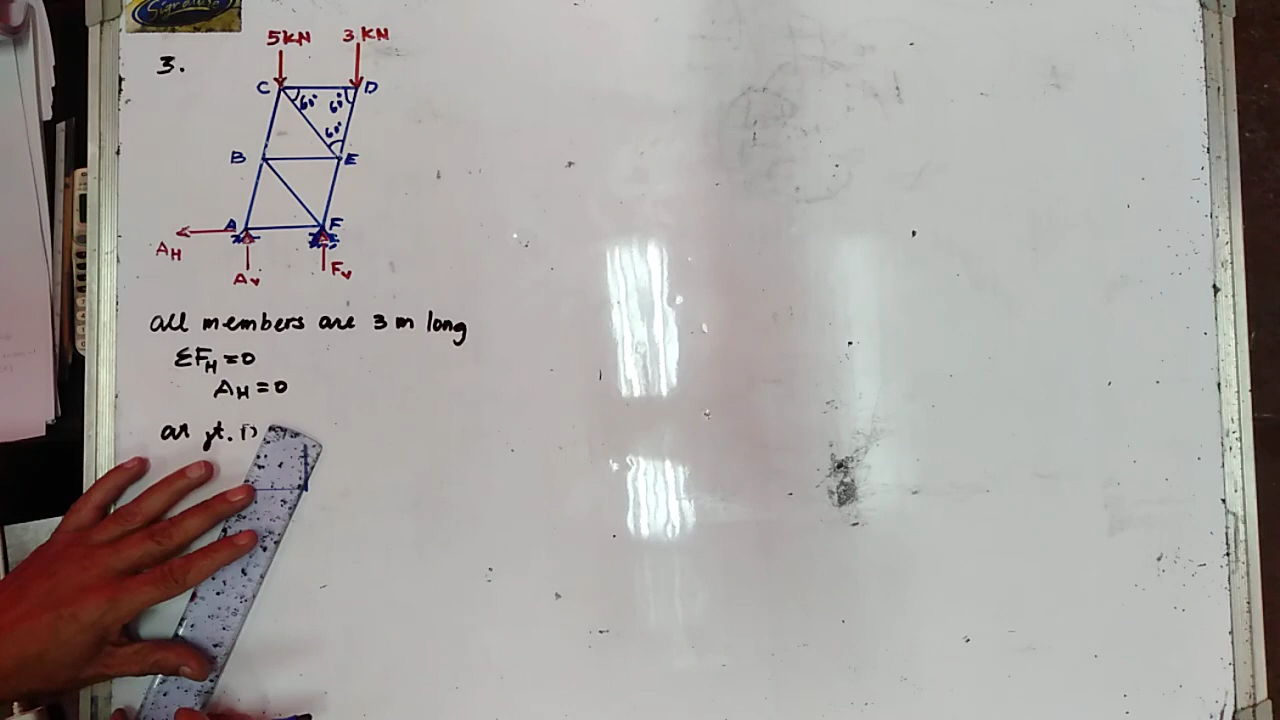 Signature
5kN 3 kN
3.
C D
60° 60°
60°
B E
A F
AH
Av Fv
all members are 3 m long
ΣFH = 0
AH = 0
at jt. D